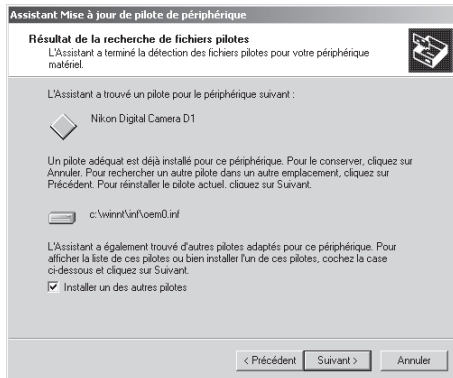 Assistant Mise à jour de pilote de périphérique
Résultat de la recherche de fichiers pilotes
L'Assistant a terminé la détection des fichiers pilotes pour votre périphérique
matériel.
L'Assistant a trouvé un pilote pour le périphérique suivant :
Nikon Digital Camera D1
Un pilote adéquat est déjà installé pour ce périphérique. Pour le conserver, cliquez sur
Annuler. Pour rechercher un autre pilote dans un autre emplacement, cliquez sur
Précédent. Pour réinstaller le pilote actuel, cliquez sur Suivant.
c:\winnt\inf\oem0.inf
L'Assistant a également trouvé d'autres pilotes adaptés pour ce périphérique. Pour
afficher la liste de ces pilotes ou bien installer l'un de ces pilotes, cochez la case
ci-dessous et cliquez sur Suivant.
Installer un des autres pilotes
< Précédent Suivant > Annuler